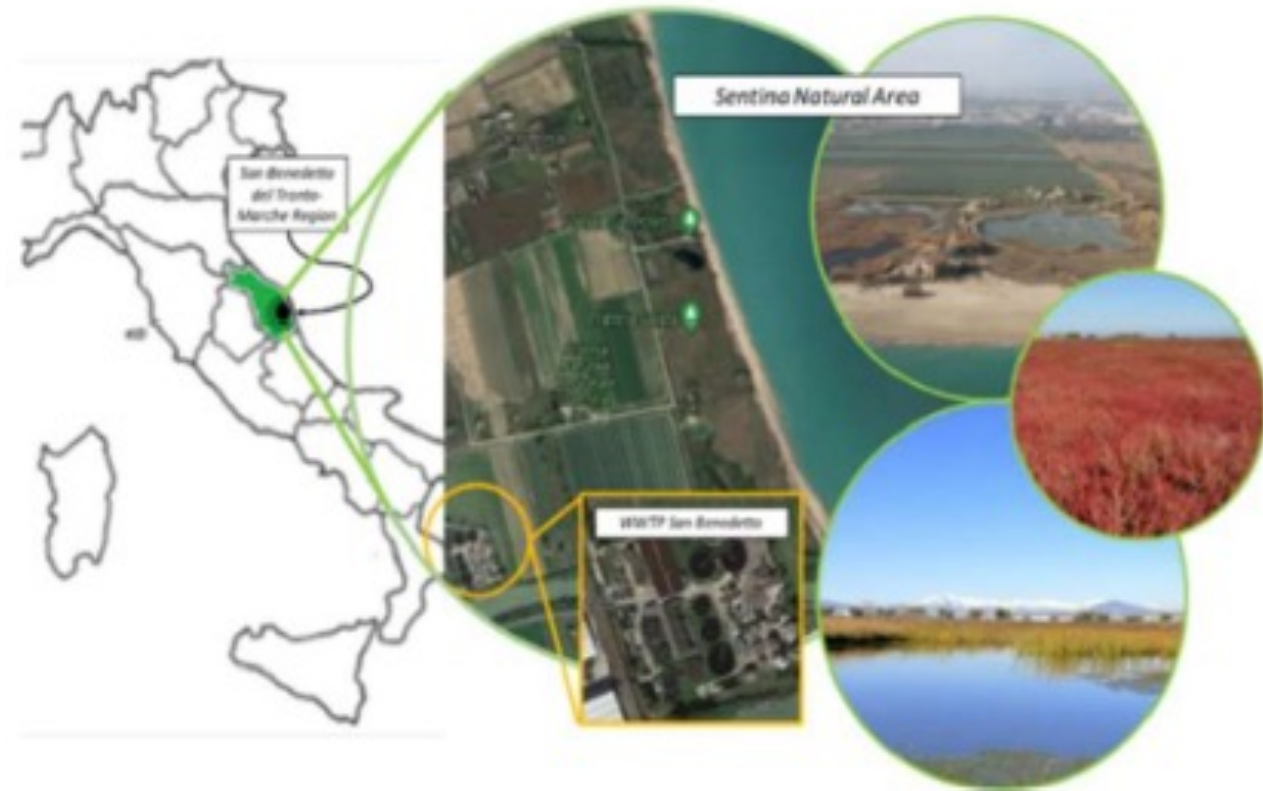 Sentina Natural Area
San Benedetto
del Tronto-
Marche Region
WWTP San Benedetto